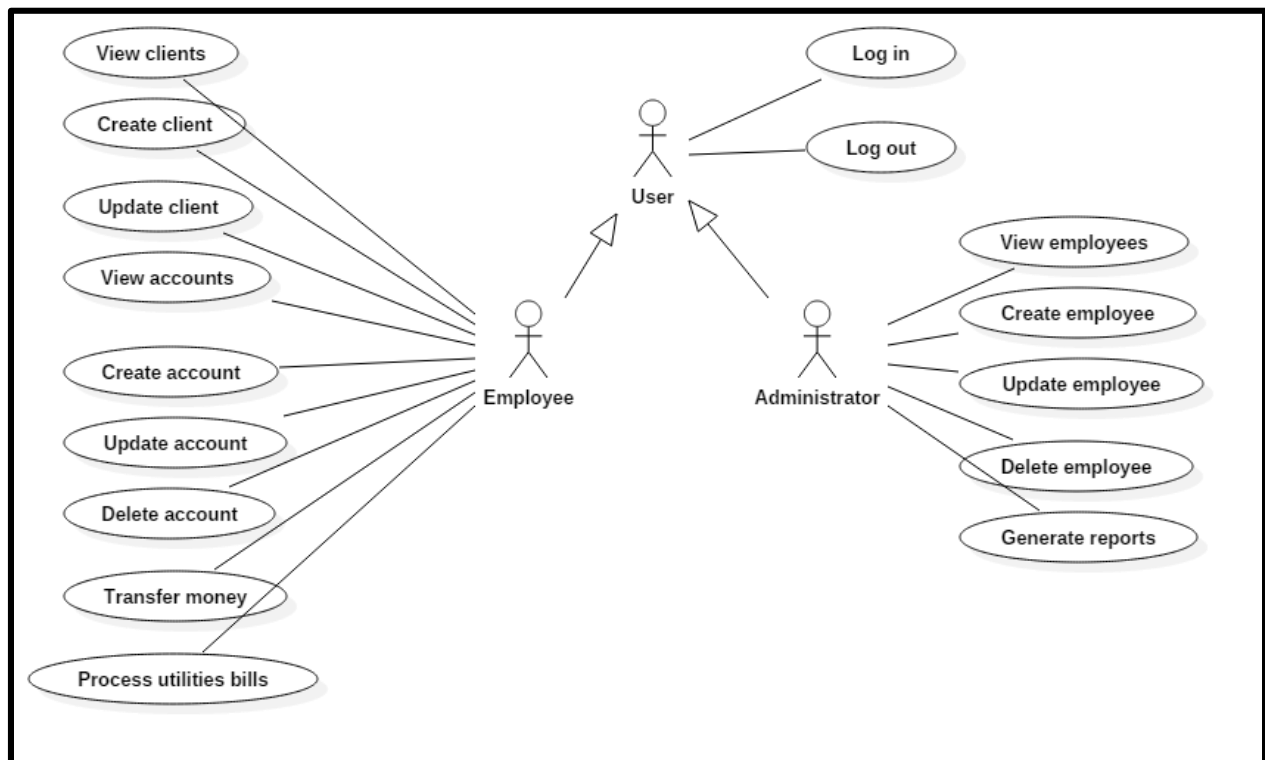 View clients
Create client
Update client
View accounts
Create account
Update account
Delete account
Transfer money
Process utilities bills
User
Employee
Administrator
Log in
Log out
View employees
Create employee
Update employee
Delete employee
Generate reports